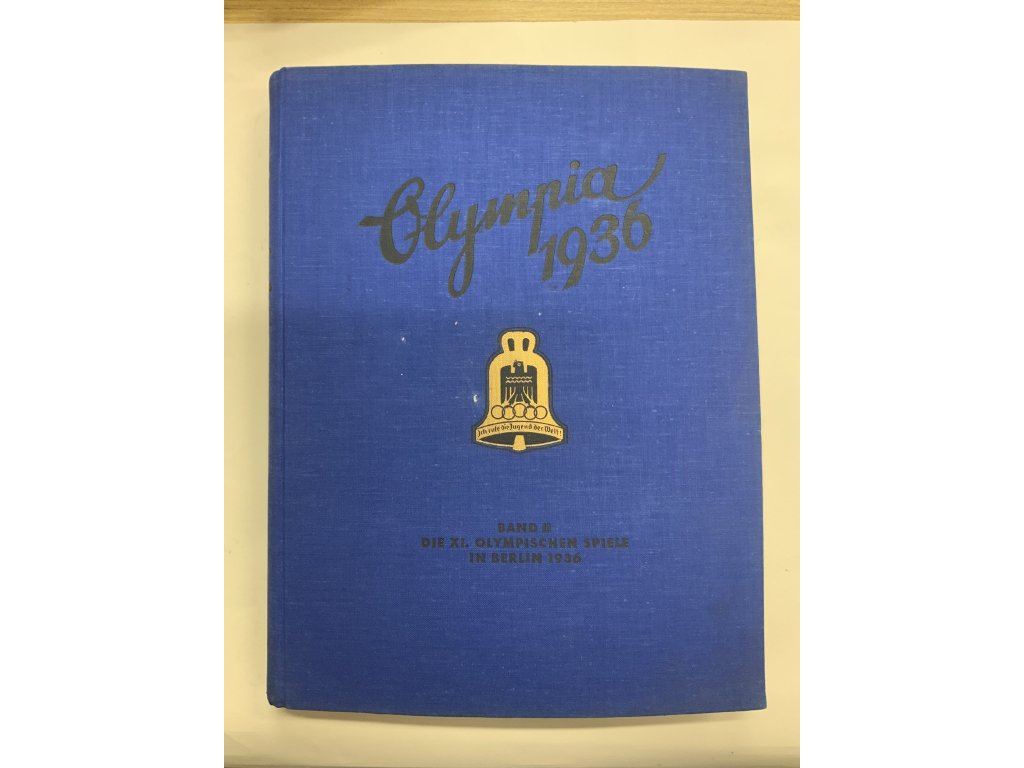 Olympia
1936
Ich rufe die Jugend der Welt!
BAND II
DIE XI. OLYMPISCHEN SPIELE
IN BERLIN 1936